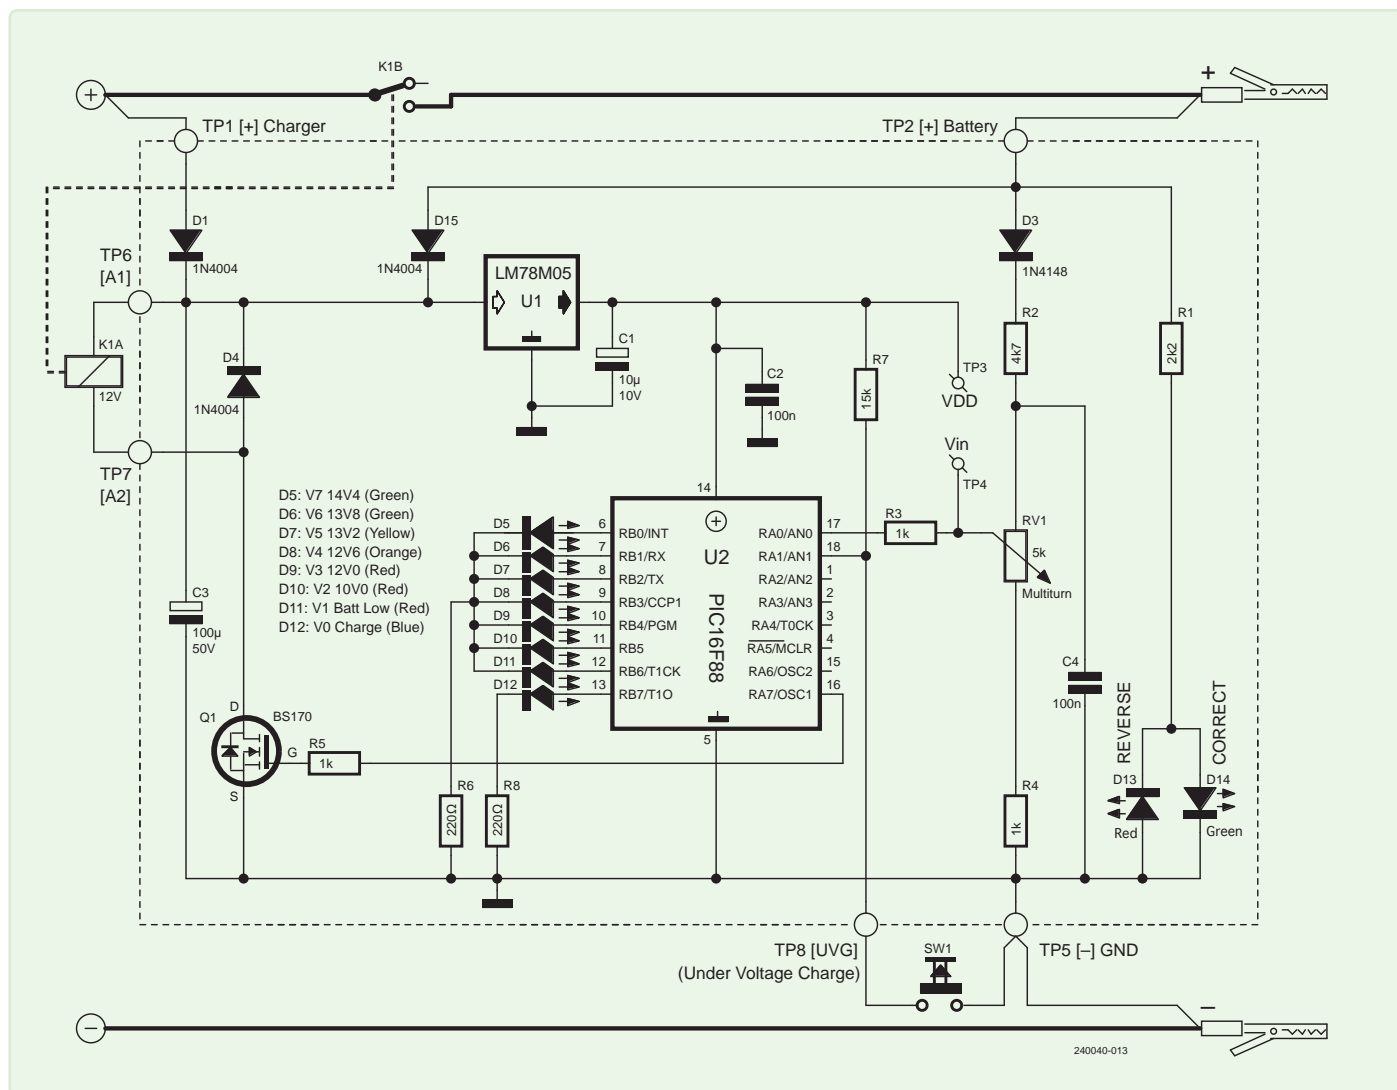 K1B
+
+
TP1 [+] Charger
TP2 [+] Battery
D1
1N4004
D15
1N4004
D3
1N4148
TP6
[A1]
LM78M05
U1
K1A
12V
D4
1N4004
C1
10µ
10V
C2
100n
R7
15k
TP3
VDD
R2
4k7
R1
2k2
TP7
[A2]
Vin
TP4
D5: V7 14V4 (Green)
D6: V6 13V8 (Green)
D7: V5 13V2 (Yellow)
D8: V4 12V6 (Orange)
D9: V3 12V0 (Red)
D10: V2 10V0 (Red)
D11: V1 Batt Low (Red)
D12: V0 Charge (Blue)
14
+
U2
PIC16F88
D5
6
RB0/INT
D6
7
RB1/RX
D7
8
RB2/TX
D8
9
RB3/CCP1
D9
10
RB4/PGM
D10
11
RB5
D11
12
RB6/T1CK
D12
13
RB7/T1O
RA0/AN0
17
RA1/AN1
18
RA2/AN2
1
RA3/AN3
2
RA4/T0CK
3
RA5/MCLR
4
RA6/OSC2
15
RA7/OSC1
16
5
R3
1k
RV1
5k
Multiturn
C3
100µ
50V
C4
100n
Q1
BS170
D
G
S
R5
1k
R6
220Ω
R8
220Ω
R4
1k
REVERSE
CORRECT
D13
Red
D14
Green
TP8 [UVG]
(Under Voltage Charge)
SW1
TP5 [–] GND
–
–
240040-013